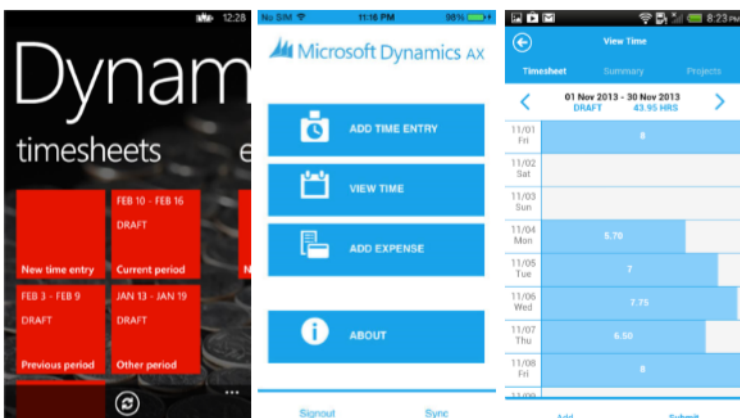 12:28
Dynam
timesheets
e
FEB 10 - FEB 16
DRAFT
New time entry
Current period
N
FEB 3 - FEB 9
JAN 13 - JAN 19
DRAFT
DRAFT
Previous period
Other period
No SIM
11:16 PM
98%
Microsoft Dynamics AX
ADD TIME ENTRY
VIEW TIME
ADD EXPENSE
ABOUT
Signout
Sync
8:23 PM
View Time
Timesheet
Summary
Projects
01 Nov 2013 - 30 Nov 2013
DRAFT
43.95 HRS
11/01
Fri
8
11/02
Sat
11/03
Sun
11/04
Mon
5.70
11/05
Tue
7
11/06
Wed
7.75
11/07
Thu
6.50
11/08
Fri
8
11/09
Add
Submit